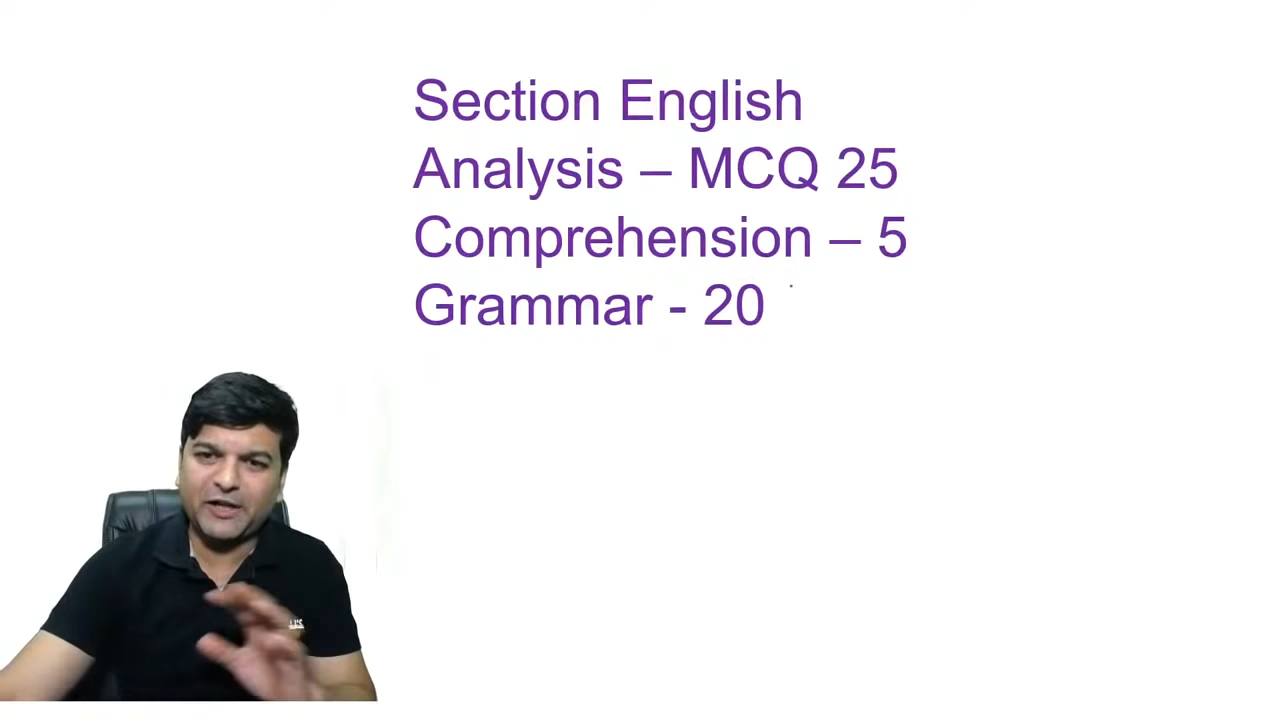 Section English
Analysis – MCQ 25
Comprehension – 5
Grammar - 20